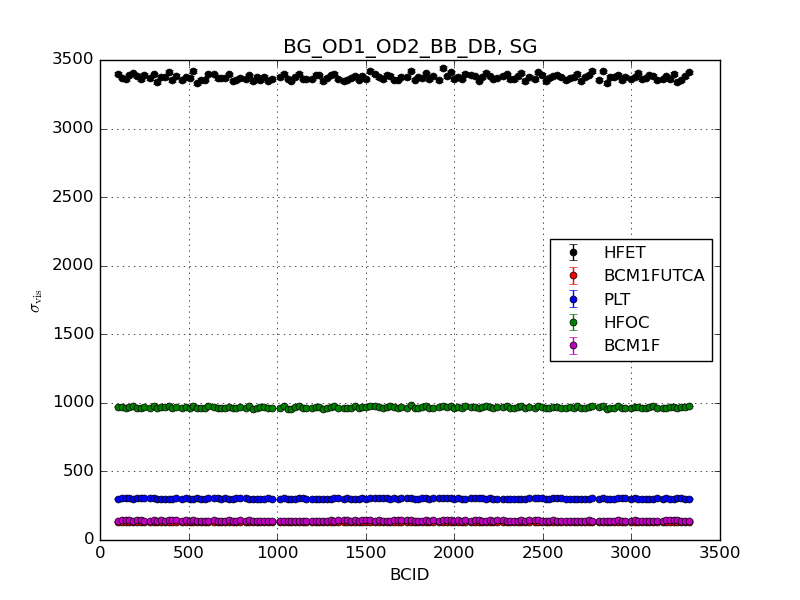 BG_OD1_OD2_BB_DB, SG
3500
3000
2500
2000
1500
1000
500
0
σvis
HFET
BCM1FUTCA
PLT
HFOC
BCM1F
0 500 1000 1500 2000 2500 3000 3500
BCID